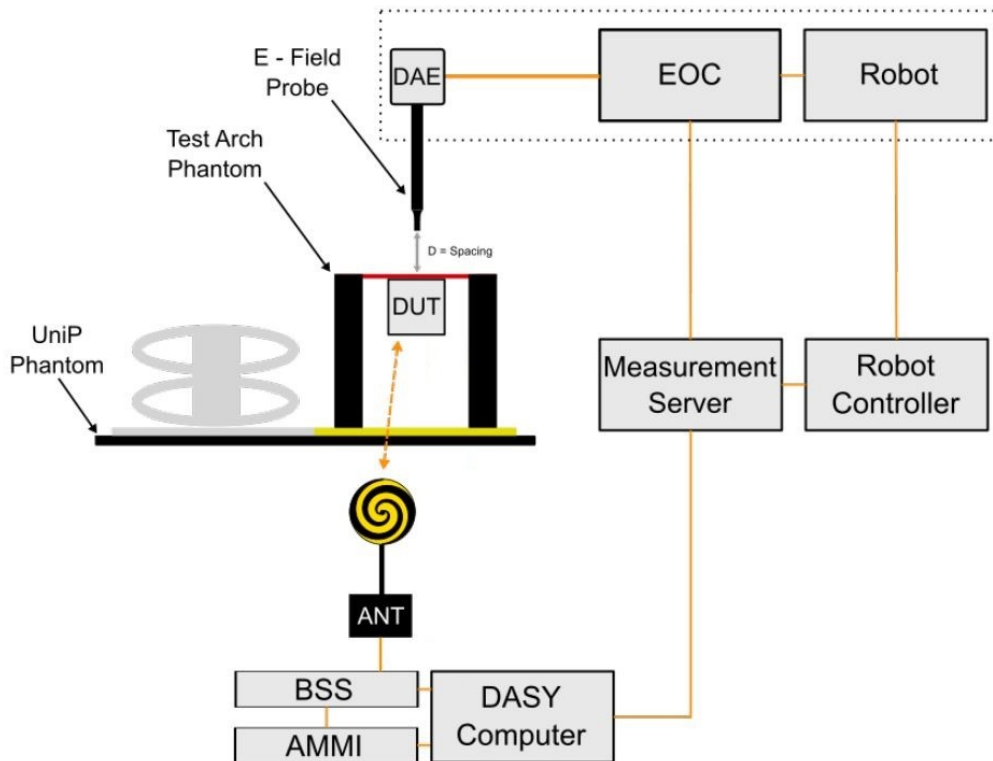 E - Field
Probe
DAE
EOC
Robot
Test Arch
Phantom
D = Spacing
DUT
UniP
Phantom
Measurement
Server
Robot
Controller
ANT
BSS
DASY
Computer
AMMI